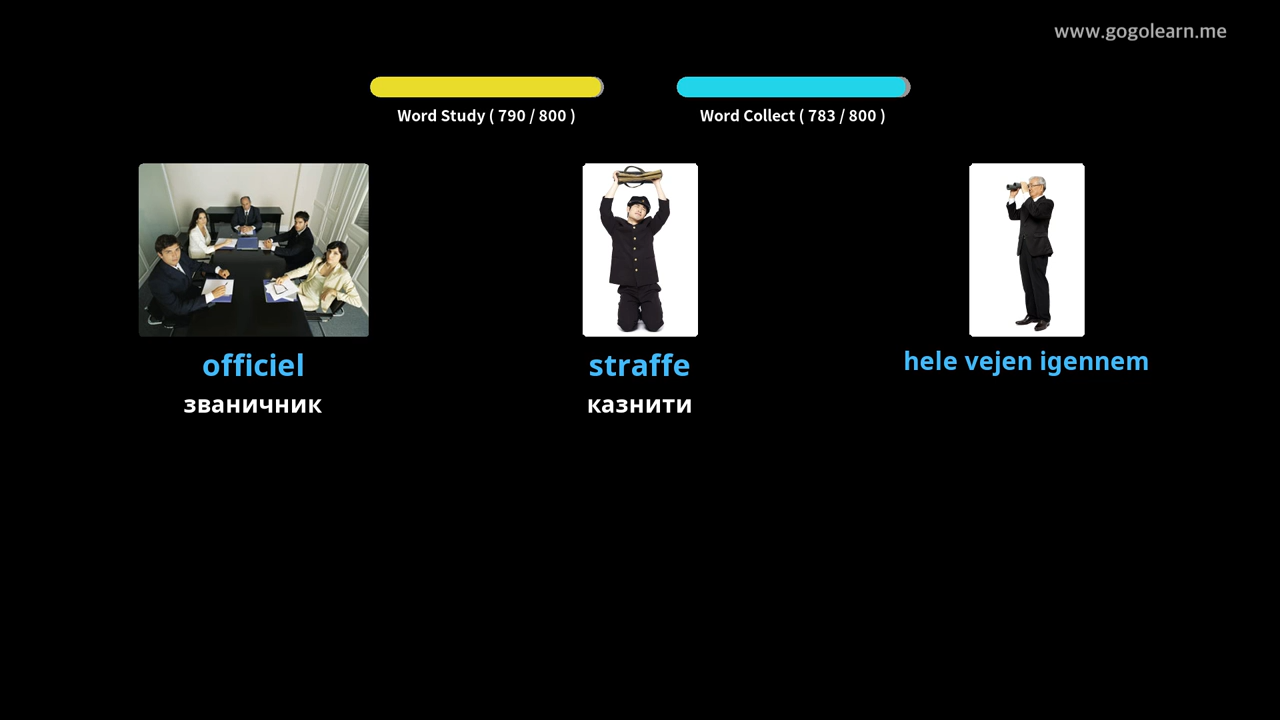 www.gogolearn.me
Word Study ( 790 / 800 )
Word Collect ( 783 / 800 )
officiel
званичник
straffe
казнити
hele vejen igennem